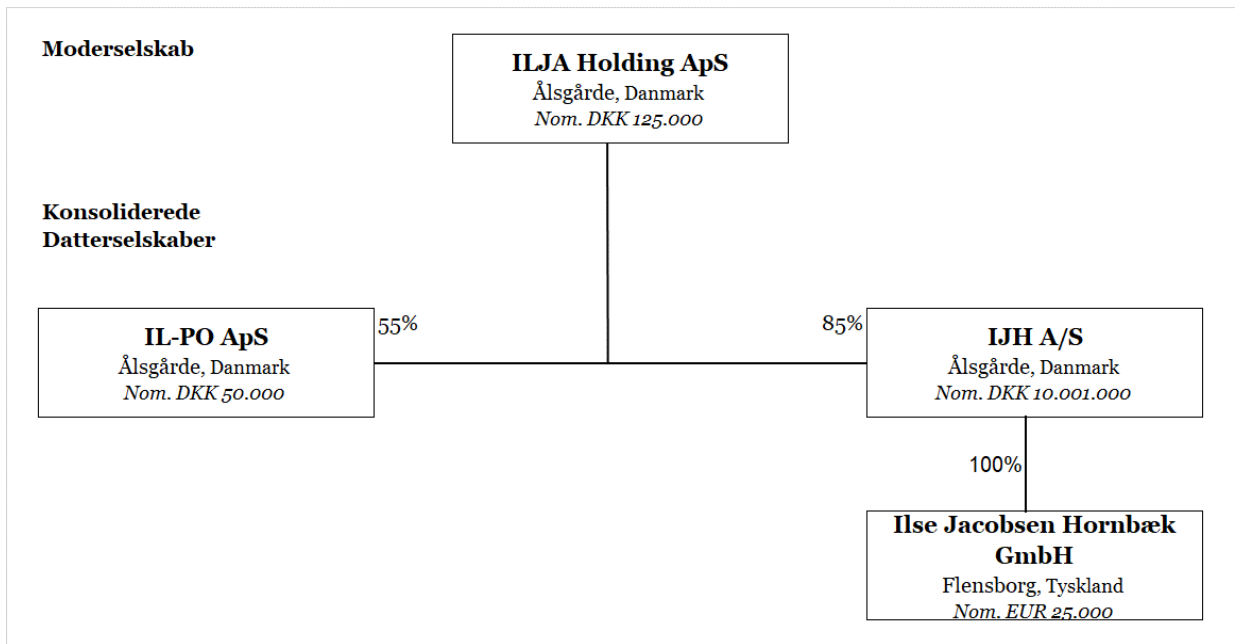 Moderselskab
ILJA Holding ApS
Ålsgårde, Danmark
Nom. DKK 125.000
Konsoliderede
Datterselskaber
IL-PO ApS
Ålsgårde, Danmark
Nom. DKK 50.000
55%
85%
IJH A/S
Ålsgårde, Danmark
Nom. DKK 10.001.000
100%
Ilse Jacobsen Hornbæk
GmbH
Flensborg, Tyskland
Nom. EUR 25.000